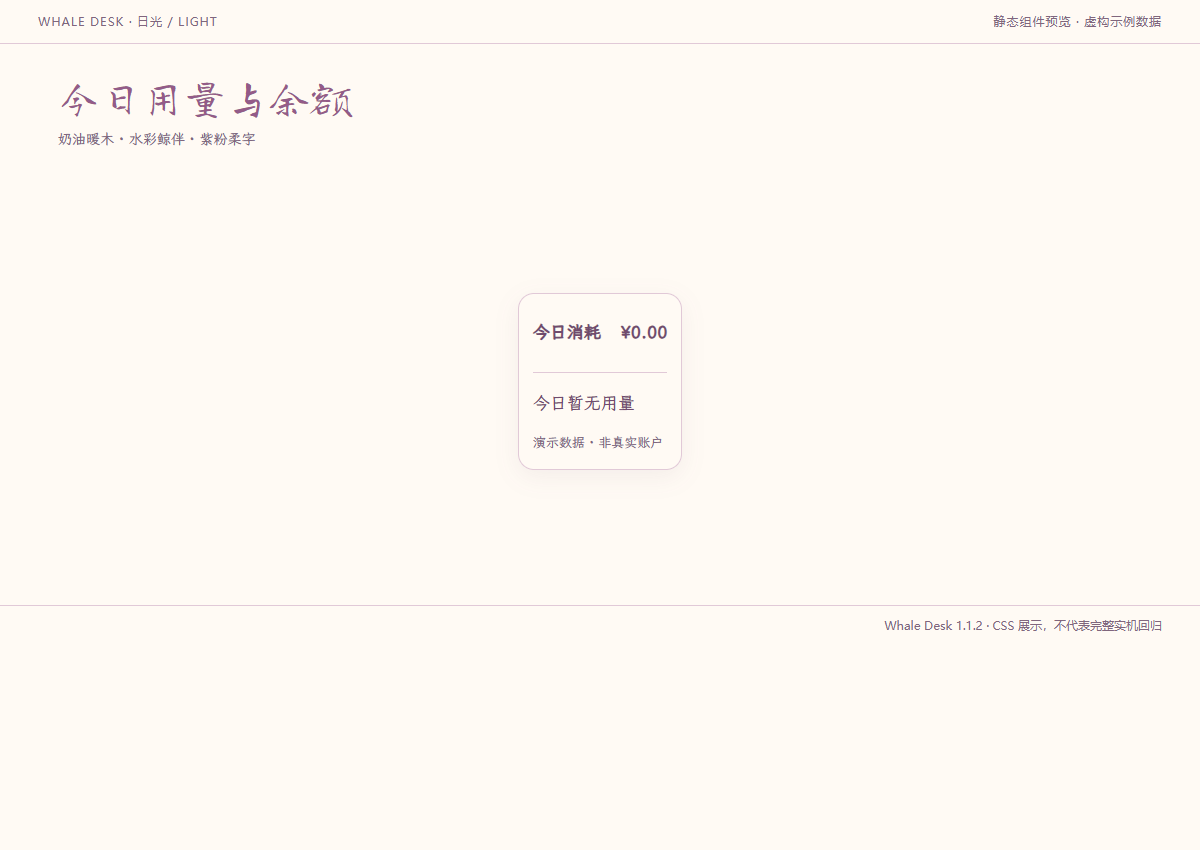 WHALE DESK · 日光 / LIGHT
静态组件预览 · 虚构示例数据
今日用量与余额
奶油暖木 · 水彩鲸伴 · 紫粉柔字
今日消耗 ¥0.00
今日暂无用量
演示数据 · 非真实账户
Whale Desk 1.1.2 · CSS 展示，不代表完整实机回归